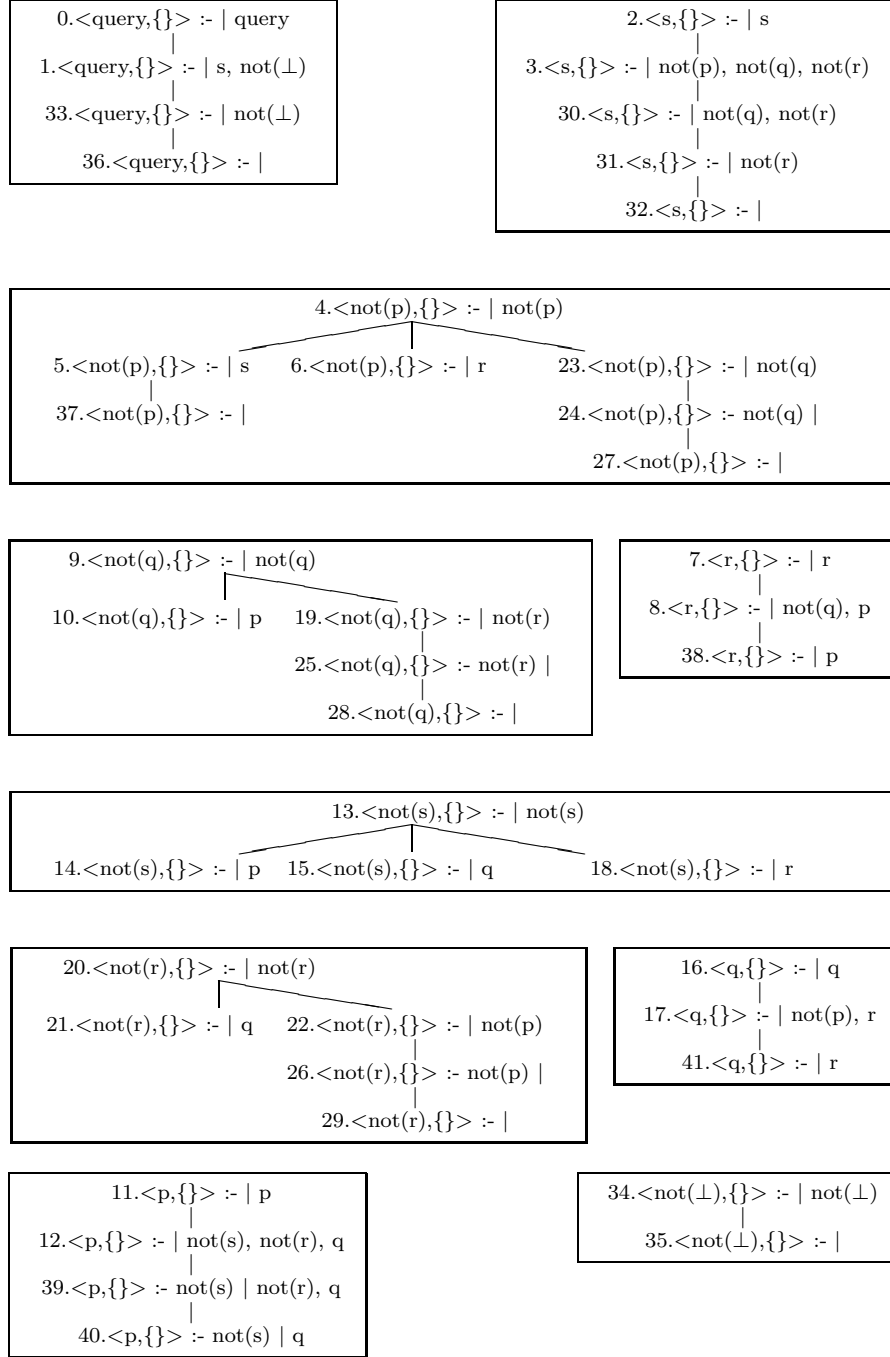 0.<query,{}> :- | query
1.<query,{}> :- | s, not(⊥)
33.<query,{}> :- | not(⊥)
36.<query,{}> :- |
2.<s,{}> :- | s
3.<s,{}> :- | not(p), not(q), not(r)
30.<s,{}> :- | not(q), not(r)
31.<s,{}> :- | not(r)
32.<s,{}> :- |
4.<not(p),{}> :- | not(p)
5.<not(p),{}> :- | s 6.<not(p),{}> :- | r 23.<not(p),{}> :- | not(q)
37.<not(p),{}> :- | 24.<not(p),{}> :- not(q) |
27.<not(p),{}> :- |
9.<not(q),{}> :- | not(q)
10.<not(q),{}> :- | p 19.<not(q),{}> :- | not(r)
25.<not(q),{}> :- not(r) |
28.<not(q),{}> :- |
7.<r,{}> :- | r
8.<r,{}> :- | not(q), p
38.<r,{}> :- | p
13.<not(s),{}> :- | not(s)
14.<not(s),{}> :- | p 15.<not(s),{}> :- | q 18.<not(s),{}> :- | r
20.<not(r),{}> :- | not(r)
21.<not(r),{}> :- | q 22.<not(r),{}> :- | not(p)
26.<not(r),{}> :- not(p) |
29.<not(r),{}> :- |
16.<q,{}> :- | q
17.<q,{}> :- | not(p), r
41.<q,{}> :- | r
11.<p,{}> :- | p
12.<p,{}> :- | not(s), not(r), q
39.<p,{}> :- not(s) | not(r), q
40.<p,{}> :- not(s) | q
34.<not(⊥),{}> :- | not(⊥)
35.<not(⊥),{}> :- |